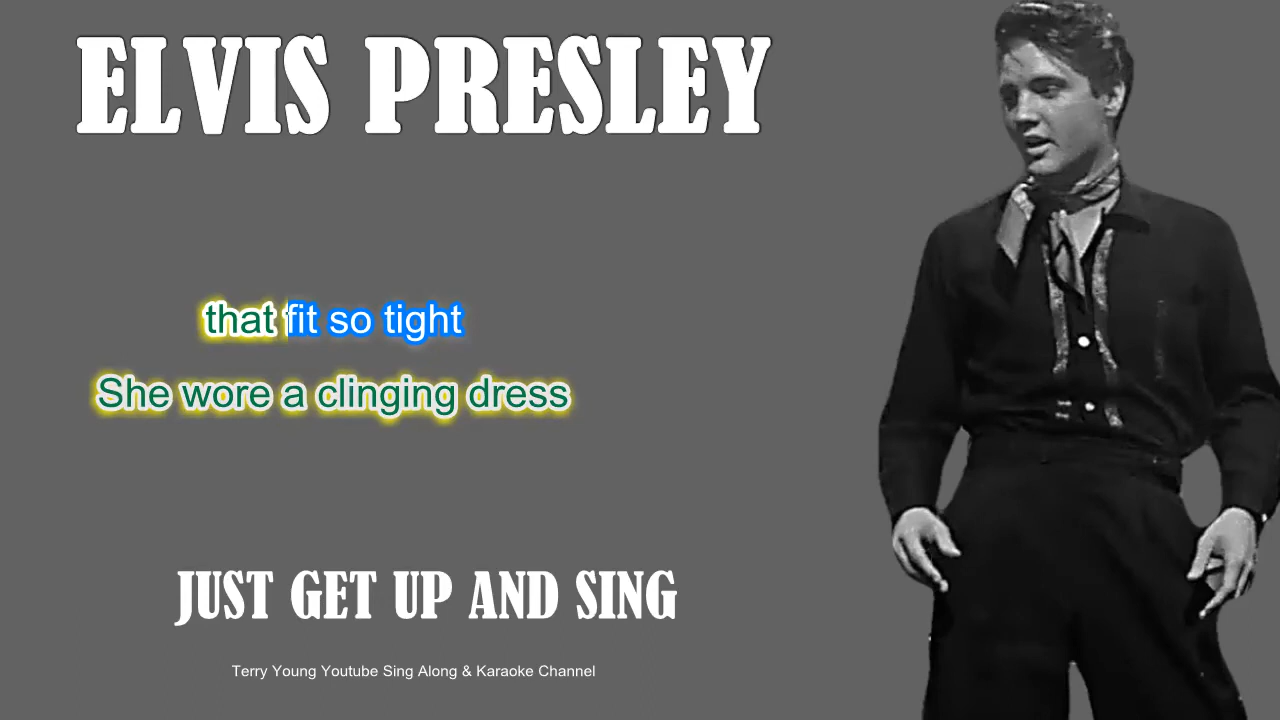 ELVIS PRESLEY
that fit so tight
She wore a clinging dress
JUST GET UP AND SING
Terry Young Youtube Sing Along & Karaoke Channel